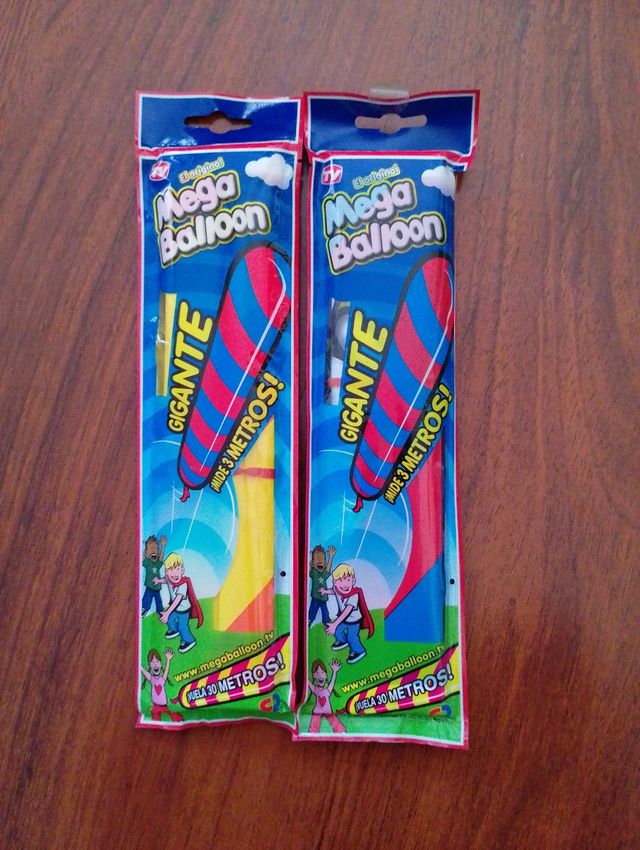 TV
El original
Mega
Balloon
GIGANTE
¡MIDE 3 METROS!
www.megaballoon.tv
¡VUELA 30 METROS!
TV
El original
Mega
Balloon
GIGANTE
¡MIDE 3 METROS!
www.megaballoon.tv
¡VUELA 30 METROS!